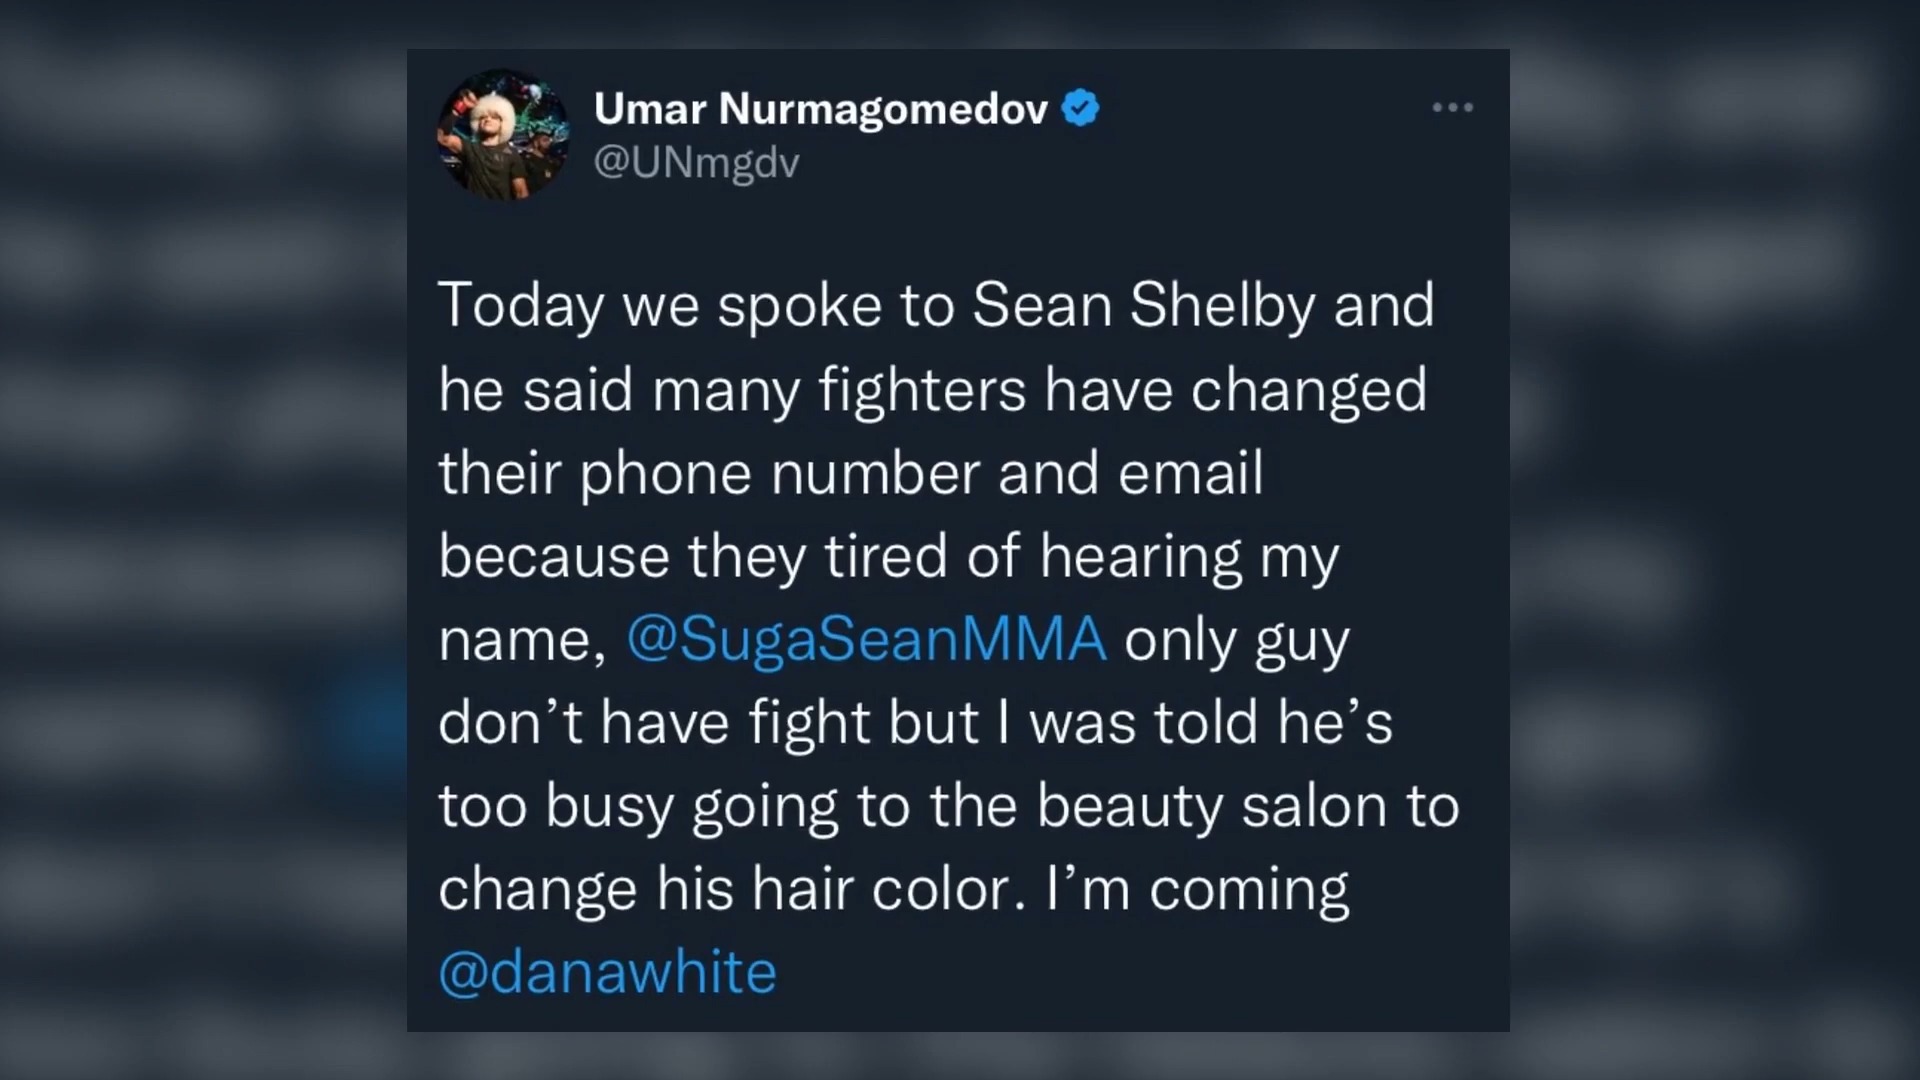 Umar Nurmagomedov
@UNmgdv
Today we spoke to Sean Shelby and
he said many fighters have changed
their phone number and email
because they tired of hearing my
name, @SugaSeanMMA only guy
don’t have fight but I was told he’s
too busy going to the beauty salon to
change his hair color. I’m coming
@danawhite